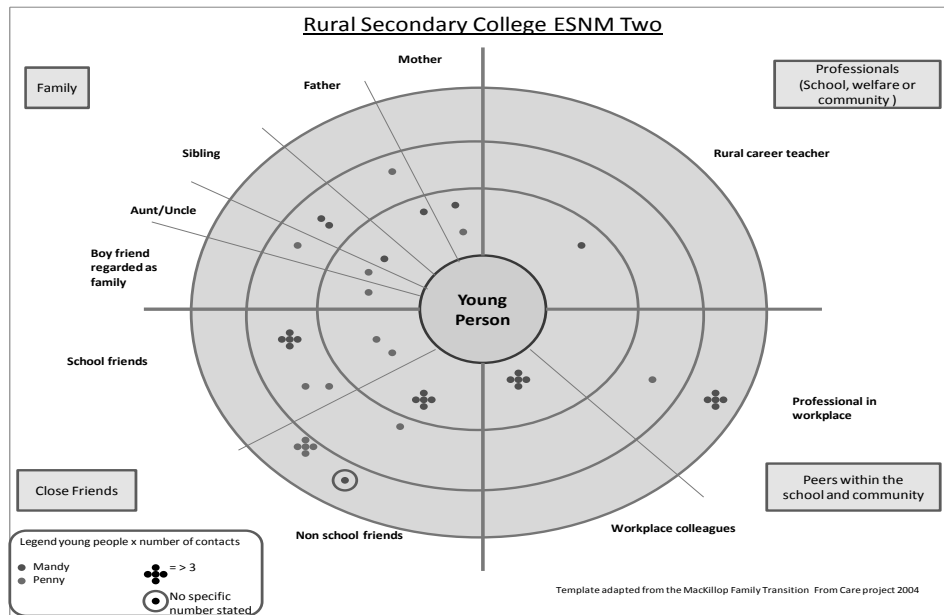 Rural Secondary College ESNM Two
Mother
Family
Professionals
(School, welfare or
community )
Father
Sibling
Rural career teacher
Aunt/Uncle
Boy friend
regarded as
family
Young
Person
School friends
Professional in
workplace
Close Friends
Peers within the
school and community
Non school friends
Workplace colleagues
Legend young people x number of contacts
Mandy
= > 3
Penny
No specific
number stated
Template adapted from the MacKillop Family Transition From Care project 2004